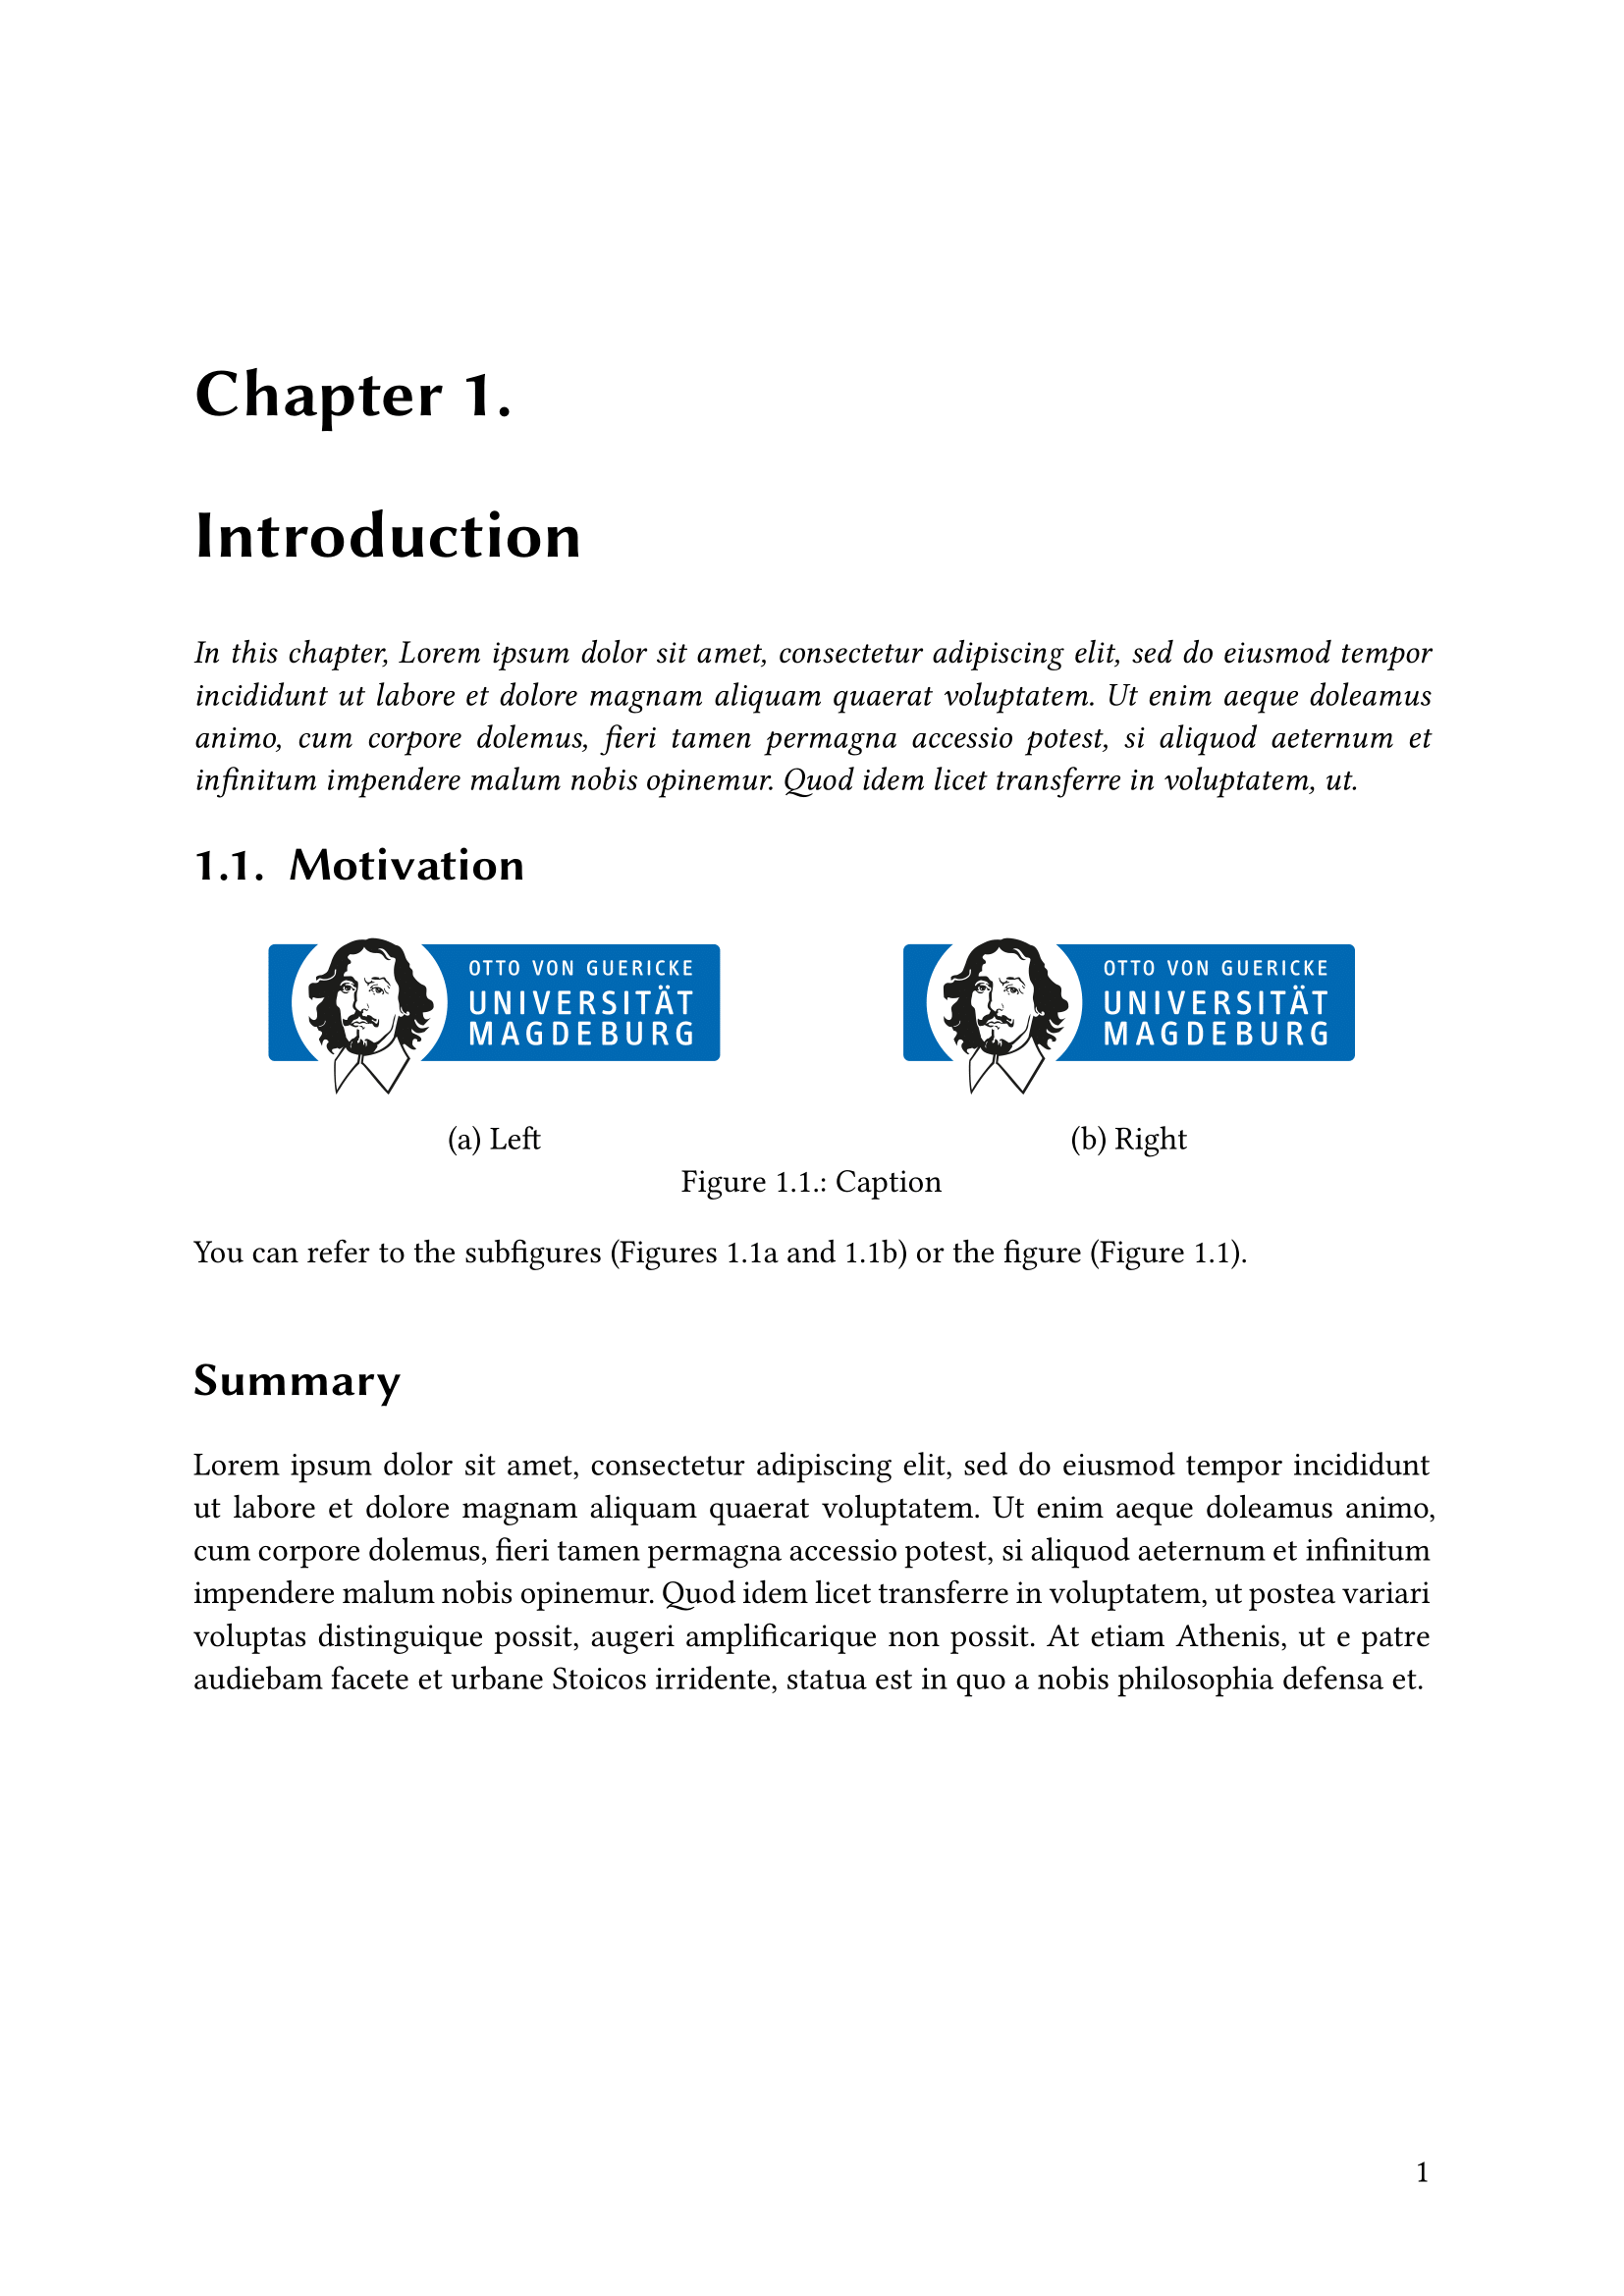 Chapter 1.
Introduction
In this chapter, Lorem ipsum dolor sit amet, consectetur adipiscing elit, sed do eiusmod tempor
incididunt ut labore et dolore magnam aliquam quaerat voluptatem. Ut enim aeque doleamus
animo, cum corpore dolemus, fieri tamen permagna accessio potest, si aliquod aeternum et
infinitum impendere malum nobis opinemur. Quod idem licet transferre in voluptatem, ut.
1.1. Motivation
OTTO VON GUERICKE
UNIVERSITÄT
MAGDEBURG
OTTO VON GUERICKE
UNIVERSITÄT
MAGDEBURG
(a) Left
(b) Right
Figure 1.1.: Caption
You can refer to the subfigures (Figures 1.1a and 1.1b) or the figure (Figure 1.1).
Summary
Lorem ipsum dolor sit amet, consectetur adipiscing elit, sed do eiusmod tempor incididunt
ut labore et dolore magnam aliquam quaerat voluptatem. Ut enim aeque doleamus animo,
cum corpore dolemus, fieri tamen permagna accessio potest, si aliquod aeternum et infinitum
impendere malum nobis opinemur. Quod idem licet transferre in voluptatem, ut postea variari
voluptas distinguique possit, augeri amplificarique non possit. At etiam Athenis, ut e patre
audiebam facete et urbane Stoicos irridente, statua est in quo a nobis philosophia defensa et.
1